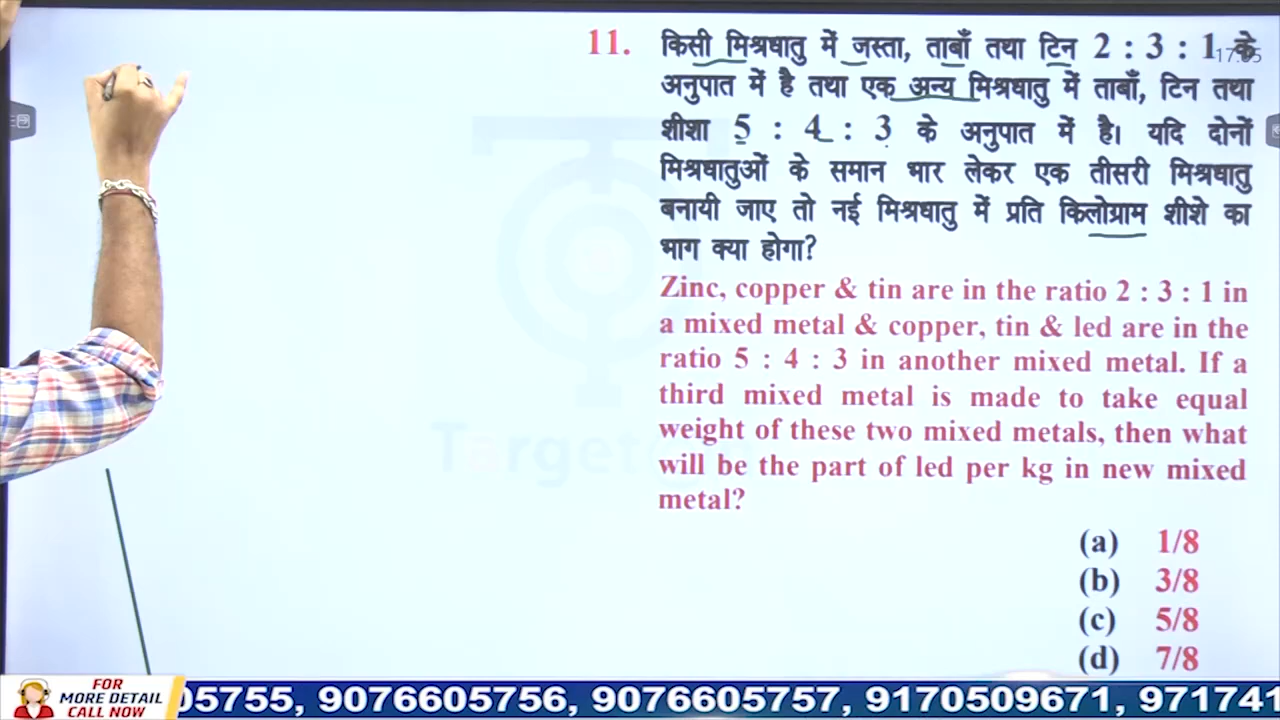 11. किसी मिश्रधातु में जस्ता, ताबाँ तथा टिन 2 : 3 : 1 के
अनुपात में है तथा एक अन्य मिश्रधातु में ताबाँ, टिन तथा
शीशा 5 : 4 : 3 के अनुपात में है। यदि दोनों
मिश्रधातुओं के समान भार लेकर एक तीसरी मिश्रधातु
बनायी जाए तो नई मिश्रधातु में प्रति किलोग्राम शीशे का
भाग क्या होगा?
Zinc, copper & tin are in the ratio 2 : 3 : 1 in
a mixed metal & copper, tin & led are in the
ratio 5 : 4 : 3 in another mixed metal. If a
third mixed metal is made to take equal
weight of these two mixed metals, then what
will be the part of led per kg in new mixed
metal?
(a) 1/8
(b) 3/8
(c) 5/8
(d) 7/8
FOR
MORE DETAIL
CALL NOW
05755, 9076605756, 9076605757, 9170509671, 971741